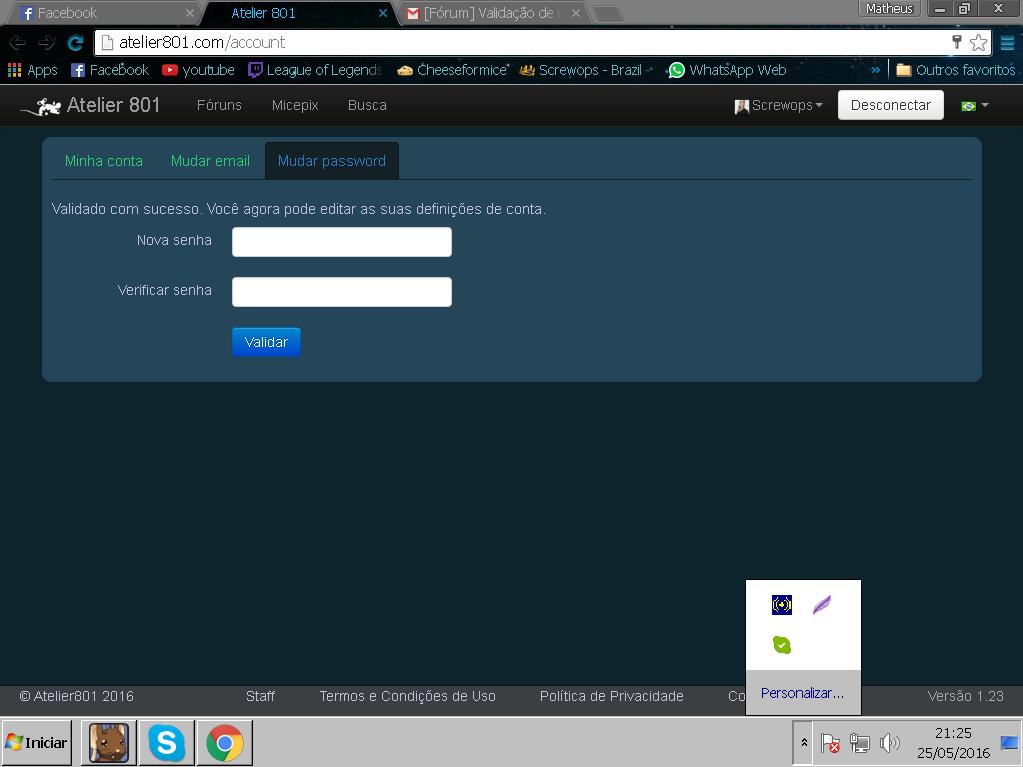 Facebook
Atelier 801
[Fórum] Validação de
Matheus
atelier801.com/account
Apps
Facebook
youtube
League of Legends
Cheeseformice
Screwops - Brazil -
WhatsApp Web
»
Outros favoritos
Atelier 801
Fóruns
Micepix
Busca
Screwops
Desconectar
Minha conta
Mudar email
Mudar password
Validado com sucesso. Você agora pode editar as suas definições de conta.
Nova senha
Verificar senha
Validar
© Atelier801 2016
Staff
Termos e Condições de Uso
Política de Privacidade
Co
Personalizar...
Versão 1.23
Iniciar
21:25
25/05/2016